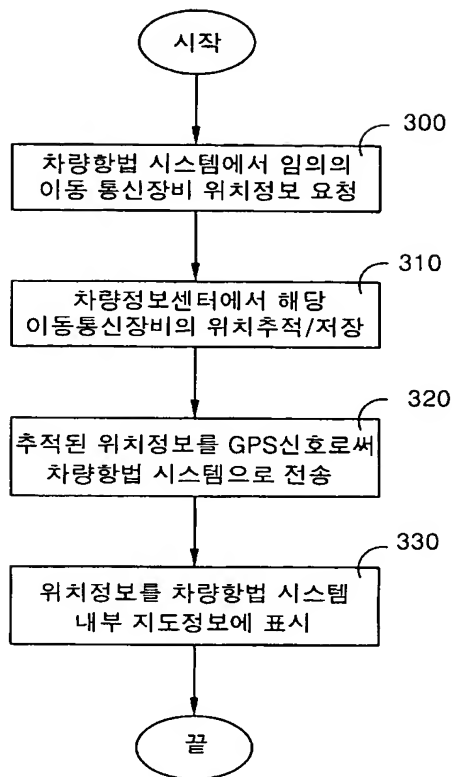 시작
300
차량항법 시스템에서 임의의
이동 통신장비 위치정보 요청
310
차량정보센터에서 해당
이동통신장비의 위치추적/저장
320
추적된 위치정보를 GPS신호로써
차량항법 시스템으로 전송
330
위치정보를 차량항법 시스템
내부 지도정보에 표시
끝